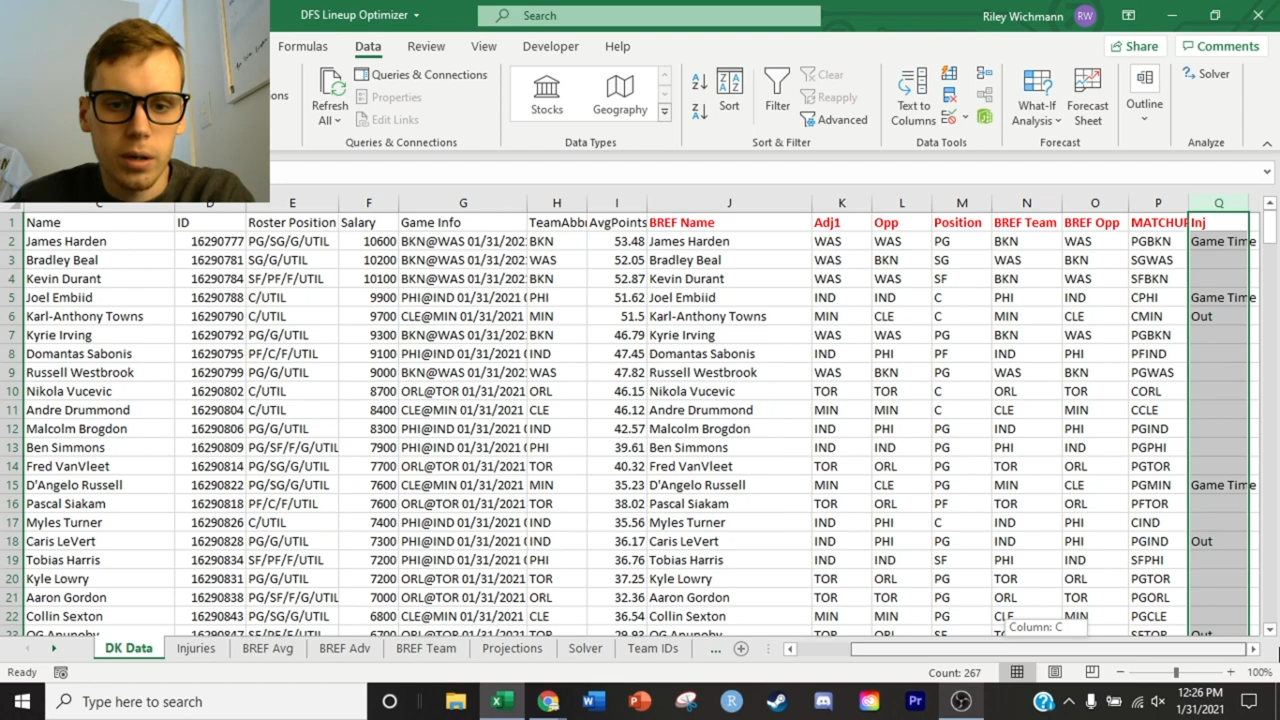 DFS Lineup Optimizer
Search
Riley Wichmann RW
Formulas Data Review View Developer Help Share Comments
Refresh All
Queries & Connections
Properties
Edit Links
Stocks Geography
Sort Filter
Clear
Reapply
Advanced
Text to Columns
What-If Analysis
Forecast Sheet
Outline
Solver
Queries & Connections Data Types Sort & Filter Data Tools Forecast Analyze
D E F G H I J K L M N O P Q
1 Name ID Roster Position Salary Game Info TeamAbbr AvgPoints BREF Name Adj1 Opp Position BREF Team BREF Opp MATCHUP Inj
2 James Harden 16290777 PG/SG/G/UTIL 10600 BKN@WAS 01/31/202 BKN 53.48 James Harden WAS WAS PG BKN WAS PGBKN Game Time
3 Bradley Beal 16290781 SG/G/UTIL 10200 BKN@WAS 01/31/202 WAS 52.05 Bradley Beal WAS BKN SG WAS BKN SGWAS
4 Kevin Durant 16290784 SF/PF/F/UTIL 10100 BKN@WAS 01/31/202 BKN 52.87 Kevin Durant WAS WAS SF BKN WAS SFBKN
5 Joel Embiid 16290788 C/UTIL 9900 PHI@IND 01/31/2021 PHI 51.62 Joel Embiid IND IND C PHI IND CPHI Game Time
6 Karl-Anthony Towns 16290790 C/UTIL 9700 CLE@MIN 01/31/2021 MIN 51.5 Karl-Anthony Towns MIN CLE C MIN CLE CMIN Out
7 Kyrie Irving 16290792 PG/G/UTIL 9300 BKN@WAS 01/31/202 BKN 46.79 Kyrie Irving WAS WAS PG BKN WAS PGBKN
8 Domantas Sabonis 16290795 PF/C/F/UTIL 9100 PHI@IND 01/31/2021 IND 47.45 Domantas Sabonis IND PHI PF IND PHI PFIND
9 Russell Westbrook 16290799 PG/G/UTIL 9000 BKN@WAS 01/31/202 WAS 47.82 Russell Westbrook WAS BKN PG WAS BKN PGWAS
10 Nikola Vucevic 16290802 C/UTIL 8700 ORL@TOR 01/31/2021 ORL 46.15 Nikola Vucevic TOR TOR C ORL TOR CORL
11 Andre Drummond 16290804 C/UTIL 8400 CLE@MIN 01/31/2021 CLE 46.12 Andre Drummond MIN MIN C CLE MIN CCLE
12 Malcolm Brogdon 16290806 PG/G/UTIL 8300 PHI@IND 01/31/2021 IND 42.57 Malcolm Brogdon IND PHI PG IND PHI PGIND
13 Ben Simmons 16290809 PG/SF/F/G/UTIL 7900 PHI@IND 01/31/2021 PHI 39.61 Ben Simmons IND IND PG PHI IND PGPHI
14 Fred VanVleet 16290814 PG/SG/G/UTIL 7700 ORL@TOR 01/31/2021 TOR 40.32 Fred VanVleet TOR ORL PG TOR ORL PGTOR
15 D'Angelo Russell 16290822 PG/SG/G/UTIL 7600 CLE@MIN 01/31/2021 MIN 35.23 D'Angelo Russell MIN CLE PG MIN CLE PGMIN Game Time
16 Pascal Siakam 16290818 PF/C/F/UTIL 7600 ORL@TOR 01/31/2021 TOR 38.02 Pascal Siakam TOR ORL PF TOR ORL PFTOR
17 Myles Turner 16290826 C/UTIL 7400 PHI@IND 01/31/2021 IND 35.56 Myles Turner IND PHI C IND PHI CIND
18 Caris LeVert 16290828 PG/SG/G/UTIL 7300 PHI@IND 01/31/2021 IND 36.17 Caris LeVert IND PHI PG IND PHI PGIND Out
19 Tobias Harris 16290834 SF/PF/F/UTIL 7200 PHI@IND 01/31/2021 PHI 36.76 Tobias Harris IND IND SF PHI IND SFPHI
20 Kyle Lowry 16290831 PG/G/UTIL 7200 ORL@TOR 01/31/2021 TOR 37.25 Kyle Lowry TOR ORL PG TOR ORL PGTOR
21 Aaron Gordon 16290838 PG/SF/F/G/UTIL 7200 ORL@TOR 01/31/2021 ORL 32.36 Aaron Gordon TOR TOR PG ORL TOR PGORL
22 Collin Sexton 16290843 PG/SG/G/UTIL 6800 CLE@MIN 01/31/2021 CLE 36.54 Collin Sexton MIN MIN PG CLE MIN PGCLE
Column: C
DK Data Injuries BREF Avg BREF Adv BREF Team Projections Solver Team IDs ...
Ready Count: 267 100%
Type here to search
12:26 PM
1/31/2021